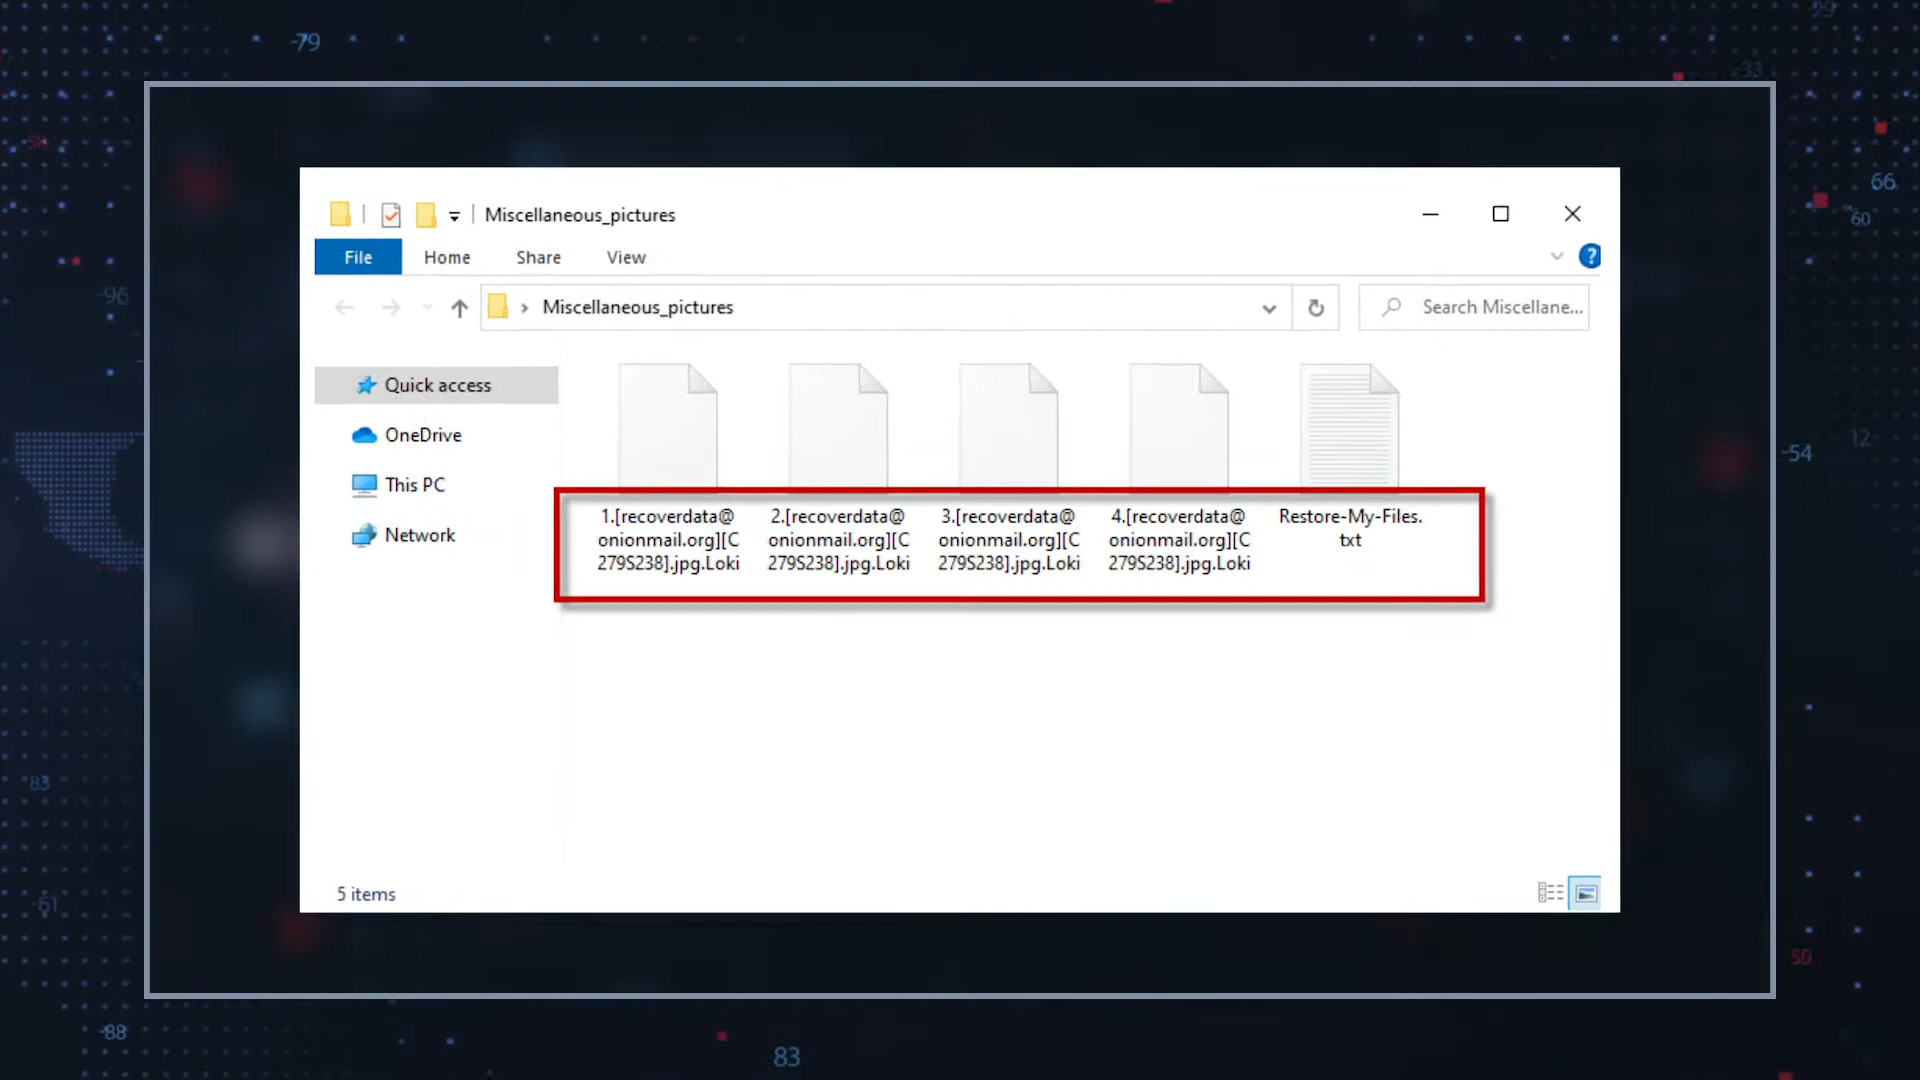 -79
29
-33
58
66
60
-96
12
-54
83
-61
50
-88
83
Miscellaneous_pictures
File Home Share View
?
Miscellaneous_pictures
Search Miscellane...
Quick access
OneDrive
This PC
Network
1.[recoverdata@
onionmail.org][C
279S238].jpg.Loki
2.[recoverdata@
onionmail.org][C
279S238].jpg.Loki
3.[recoverdata@
onionmail.org][C
279S238].jpg.Loki
4.[recoverdata@
onionmail.org][C
279S238].jpg.Loki
Restore-My-Files.
txt
5 items